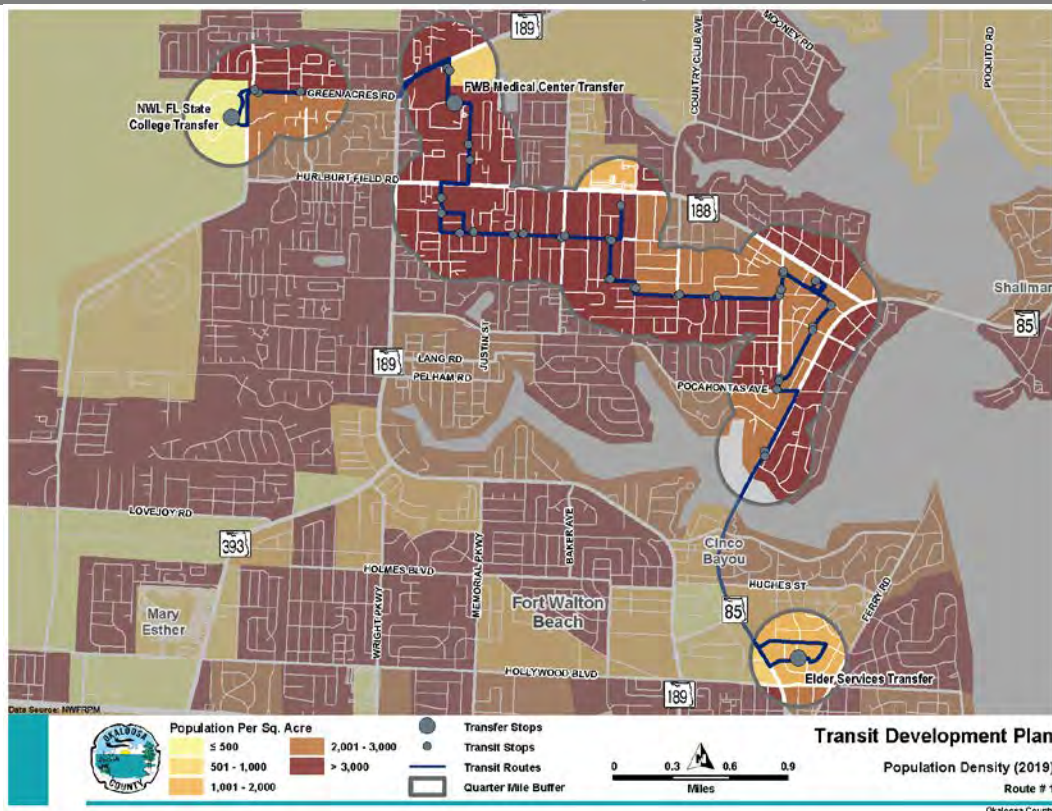 189
MOONEY RD
COUNTRY CLUB AVE
POQUITO RD
FWB Medical Center Transfer
GREEN ACRES RD
NWL FL State
College Transfer
HURLBURT FIELD RD
188
Shalimar
85
JUSTIN ST
189
LANG RD
PELHAM RD
POCAHONTAS AVE
LOVEJOY RD
393
BAKER AVE
Cinco
Bayou
HOLMES BLVD
MEMORIAL PKWY
HUGHES ST
FERRY RD
Mary
Esther
WRIGHT PKWY
Fort Walton
Beach
85
HOLLYWOOD BLVD
189
Elder Services Transfer
Data Source: NWFRPM
OKALOOSA
COUNTY
Population Per Sq. Acre
≤ 500
501 - 1,000
1,001 - 2,000
2,001 - 3,000
> 3,000
Transfer Stops
Transit Stops
Transit Routes
Quarter Mile Buffer
N
0 0.3 0.6 0.9
Miles
Transit Development Plan
Population Density (2019)
Route # 1
Okaloosa County